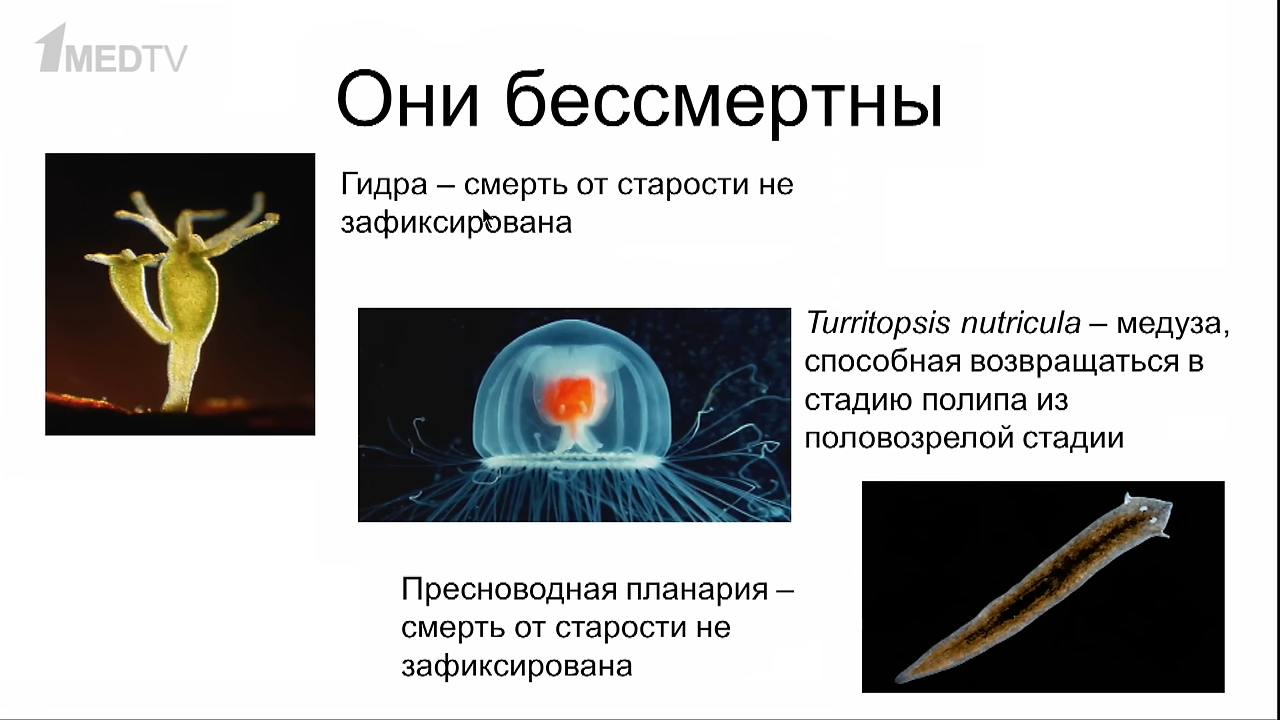 1MEDTV
Они бессмертны
Гидра – смерть от старости не
зафиксирована
Turritopsis nutricula – медуза,
способная возвращаться в
стадию полипа из
половозрелой стадии
Пресноводная планария –
смерть от старости не
зафиксирована